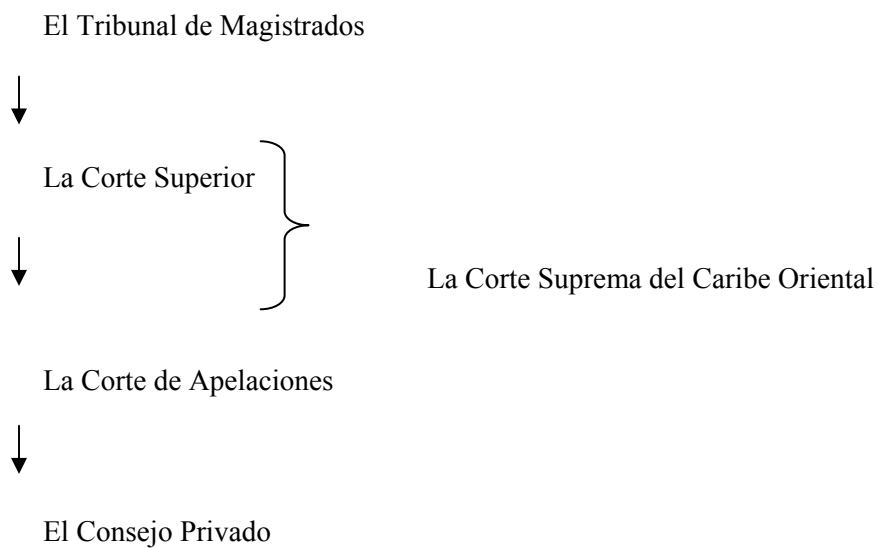 El Tribunal de Magistrados
La Corte Superior
La Corte Suprema del Caribe Oriental
La Corte de Apelaciones
El Consejo Privado